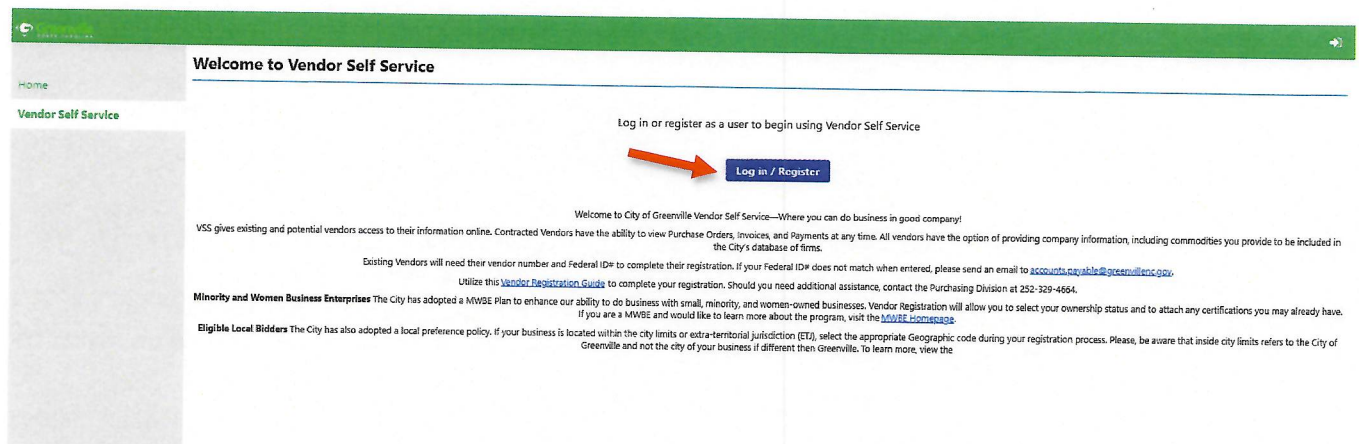 Greenville
NORTH CAROLINA
Welcome to Vendor Self Service
Home
Vendor Self Service
Log in or register as a user to begin using Vendor Self Service
Log in / Register
Welcome to City of Greenville Vendor Self Service—Where you can do business in good company!
VSS gives existing and potential vendors access to their information online. Contracted Vendors have the ability to view Purchase Orders, Invoices, and Payments at any time. All vendors have the option of providing company information, including commodities you provide to be included in
the City's database of firms.
Existing Vendors will need their vendor number and Federal ID# to complete their registration. If your Federal ID# does not match when entered, please send an email to accounts.payable@greenvillenc.gov.
Utilize this Vendor Registration Guide to complete your registration. Should you need additional assistance, contact the Purchasing Division at 252-329-4664.
Minority and Women Business Enterprises The City has adopted a MWBE Plan to enhance our ability to do business with small, minority, and women-owned businesses. Vendor Registration will allow you to select your ownership status and to attach any certifications you may already have.
If you are a MWBE and would like to learn more about the program, visit the MWBE Homepage.
Eligible Local Bidders The City has also adopted a local preference policy. If your business is located within the city limits or extra-territorial jurisdiction (ETJ), select the appropriate Geographic code during your registration process. Please, be aware that inside city limits refers to the City of
Greenville and not the city of your business if different then Greenville. To learn more, view the